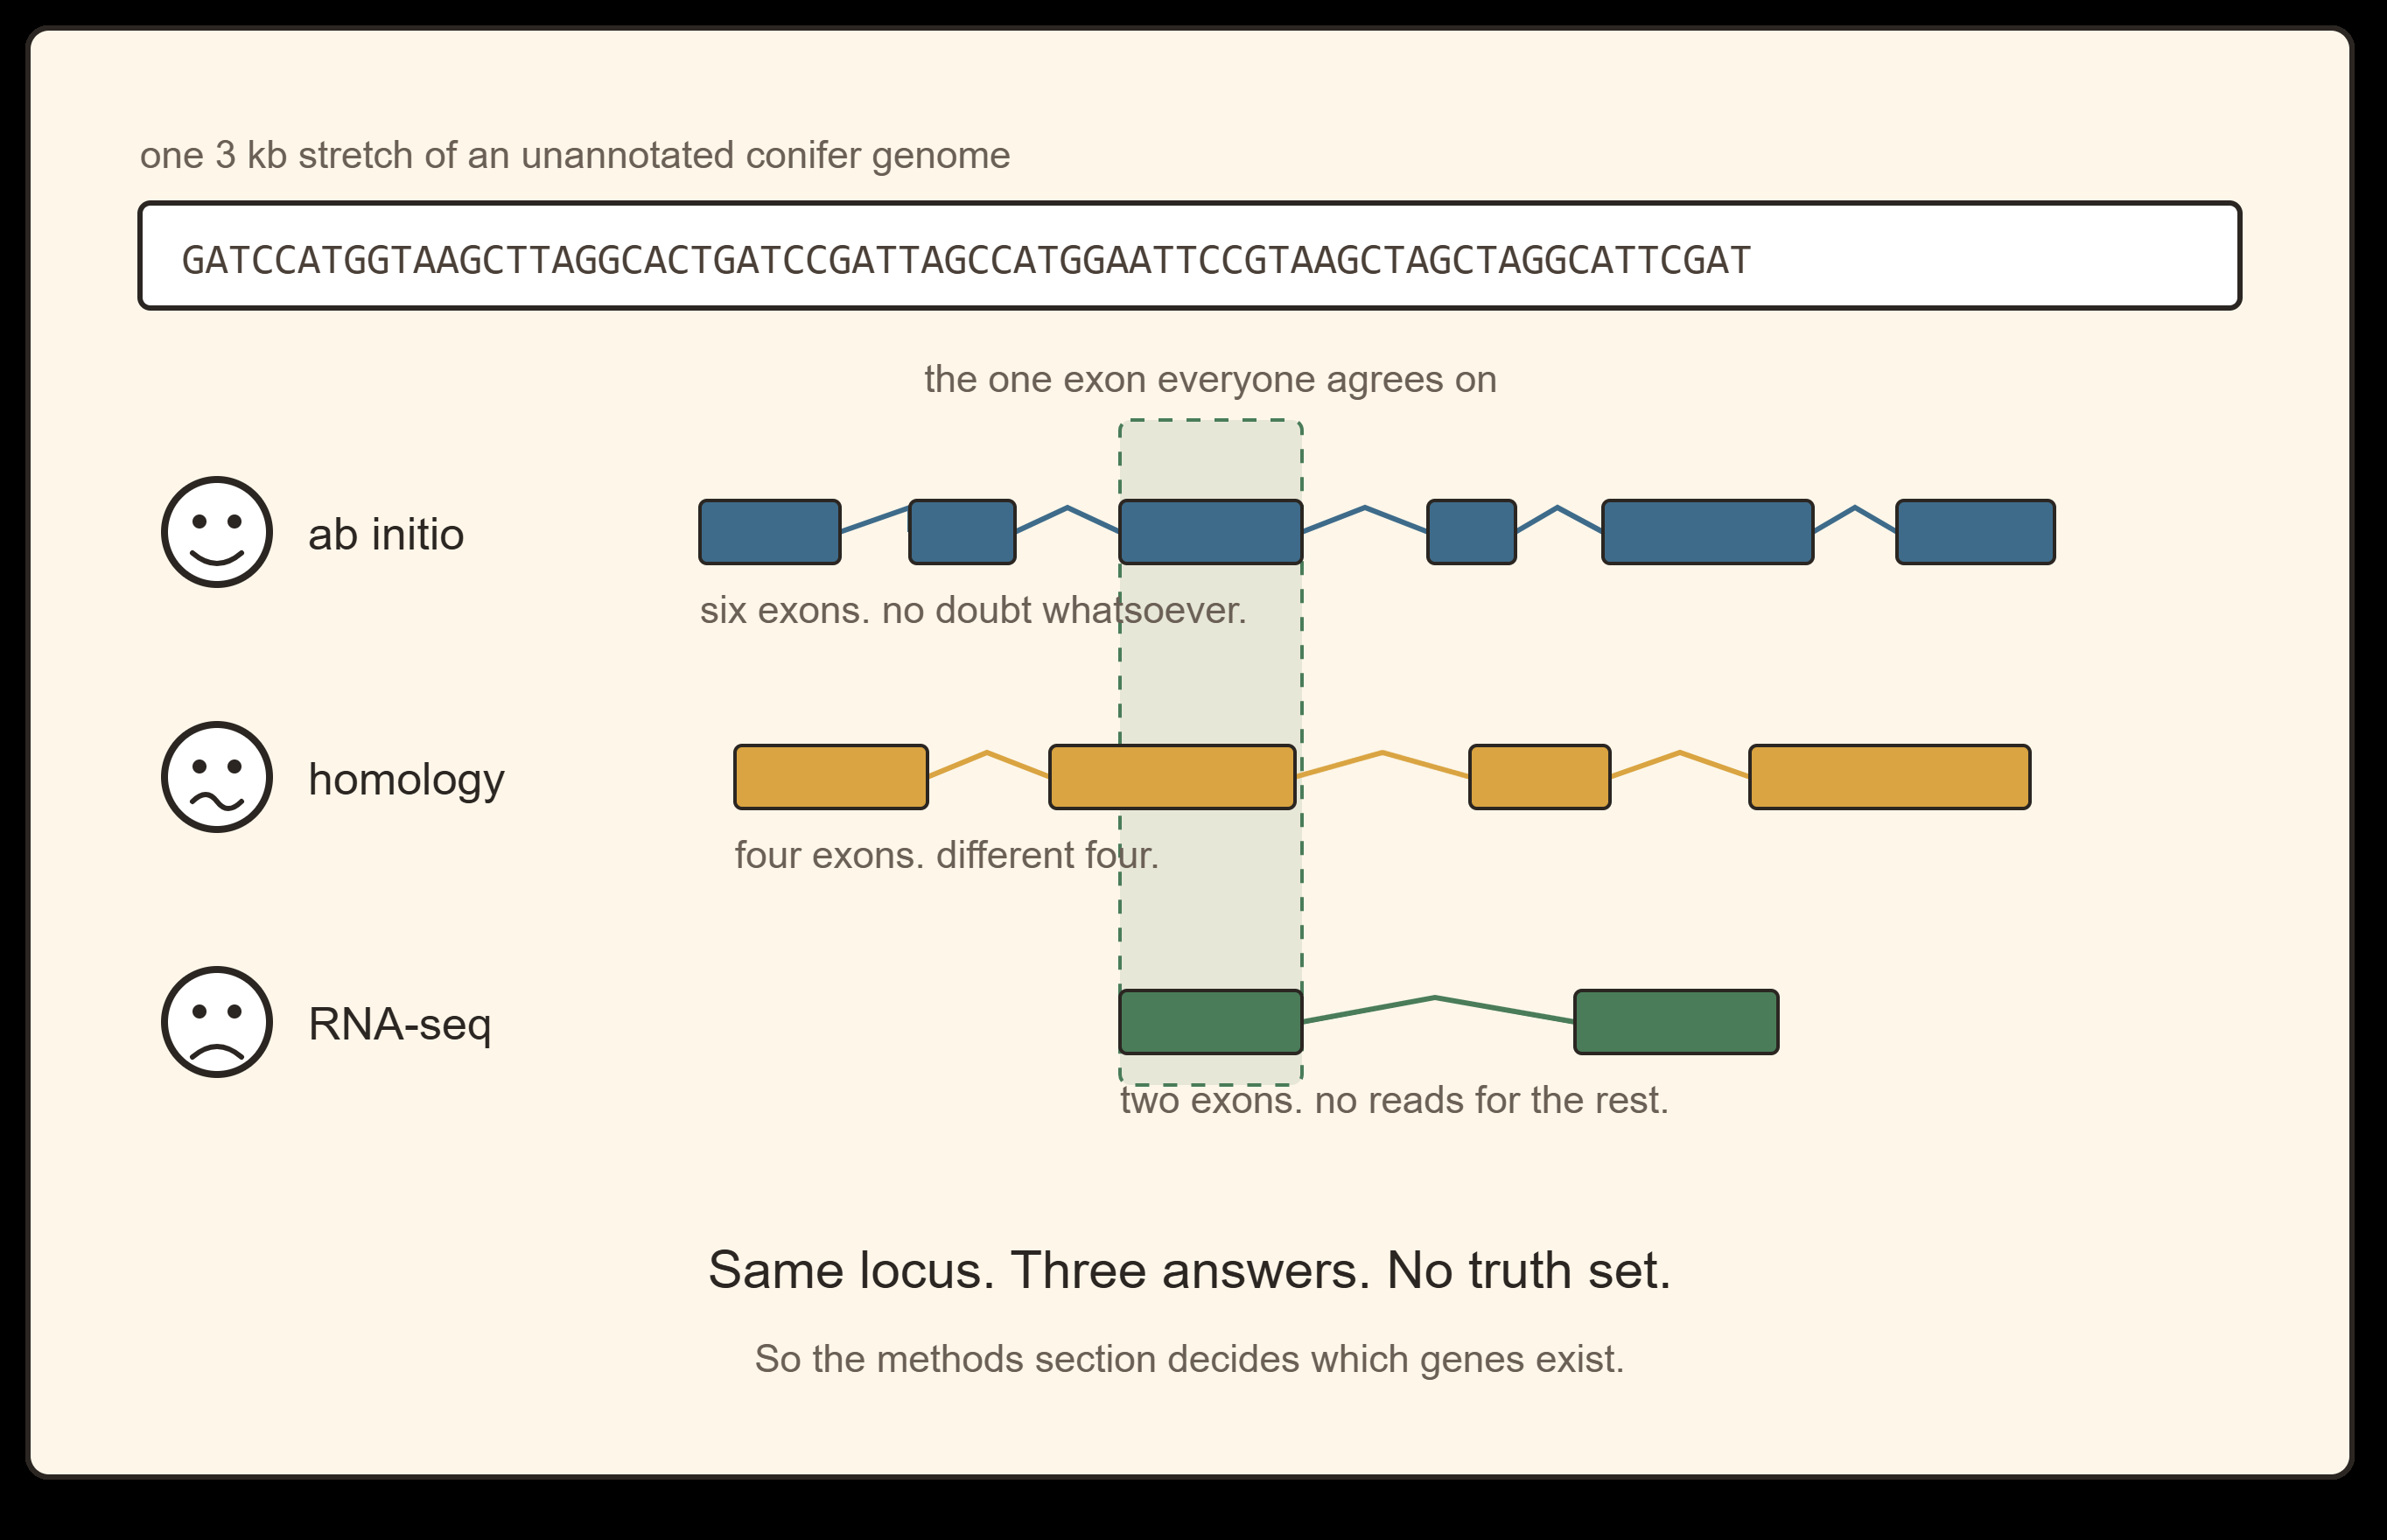 one 3 kb stretch of an unannotated conifer genome
GATCCATGGTAAGCTTAGGCACTGATCCGATTAGCCATGGAATTCCGTAAGCTAGCTAGGCATTCGAT
the one exon everyone agrees on
ab initio
six exons. no doubt whatsoever.
homology
four exons. different four.
RNA-seq
two exons. no reads for the rest.
Same locus. Three answers. No truth set.
So the methods section decides which genes exist.